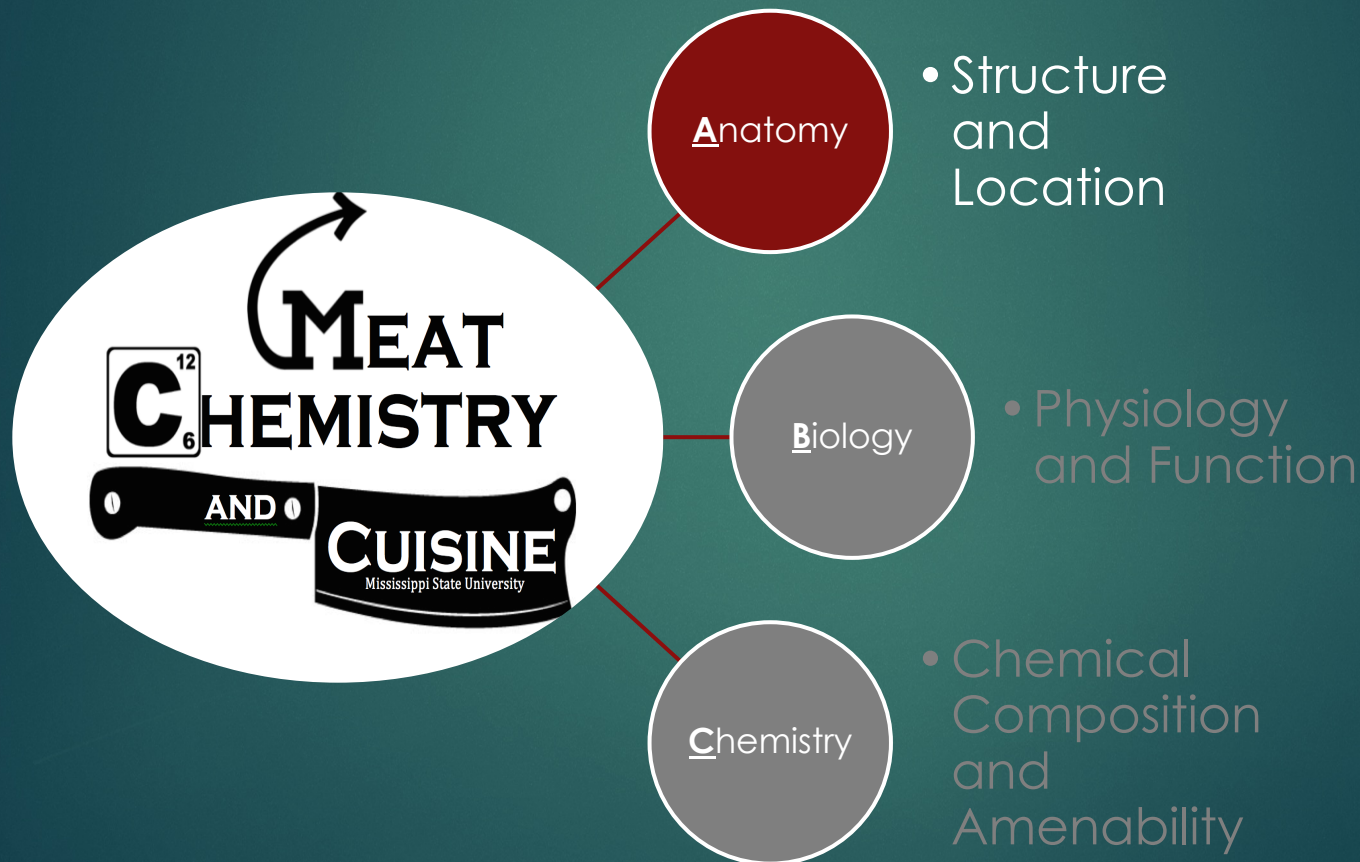 MEAT
C 12 6 HEMISTRY
AND
CUISINE
Mississippi State University
Anatomy
• Structure
and
Location
Biology
• Physiology
and Function
Chemistry
• Chemical
Composition
and
Amenability